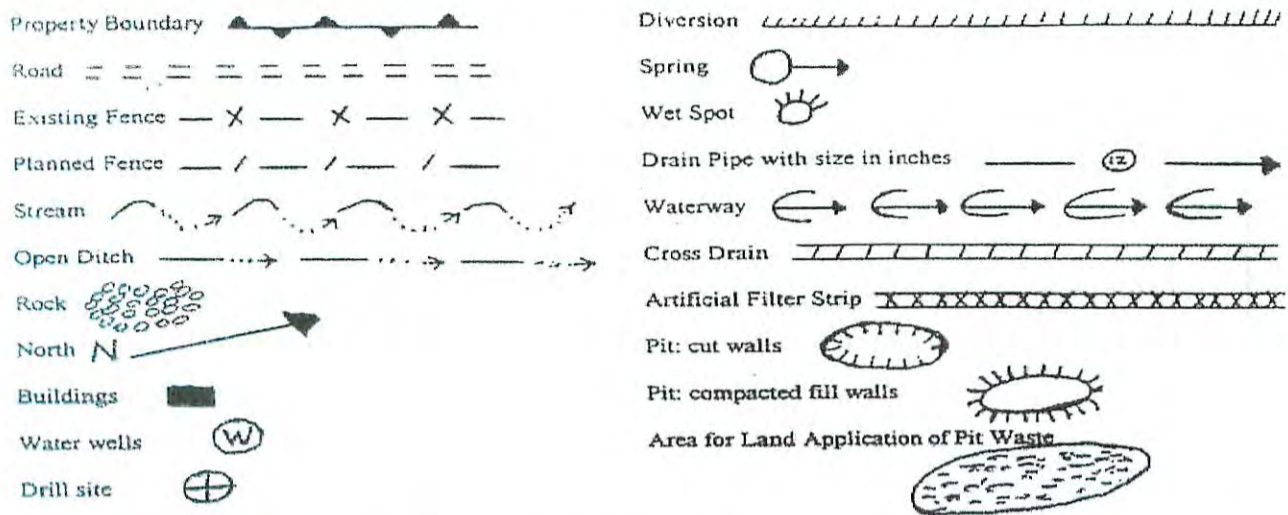 Property Boundary
Road
Existing Fence
Planned Fence
Stream
Open Ditch
Rock
North N
Buildings
Water wells W
Drill site
Diversion
Spring
Wet Spot
Drain Pipe with size in inches 12
Waterway
Cross Drain
Artificial Filter Strip
Pit: cut walls
Pit: compacted fill walls
Area for Land Application of Pit Waste